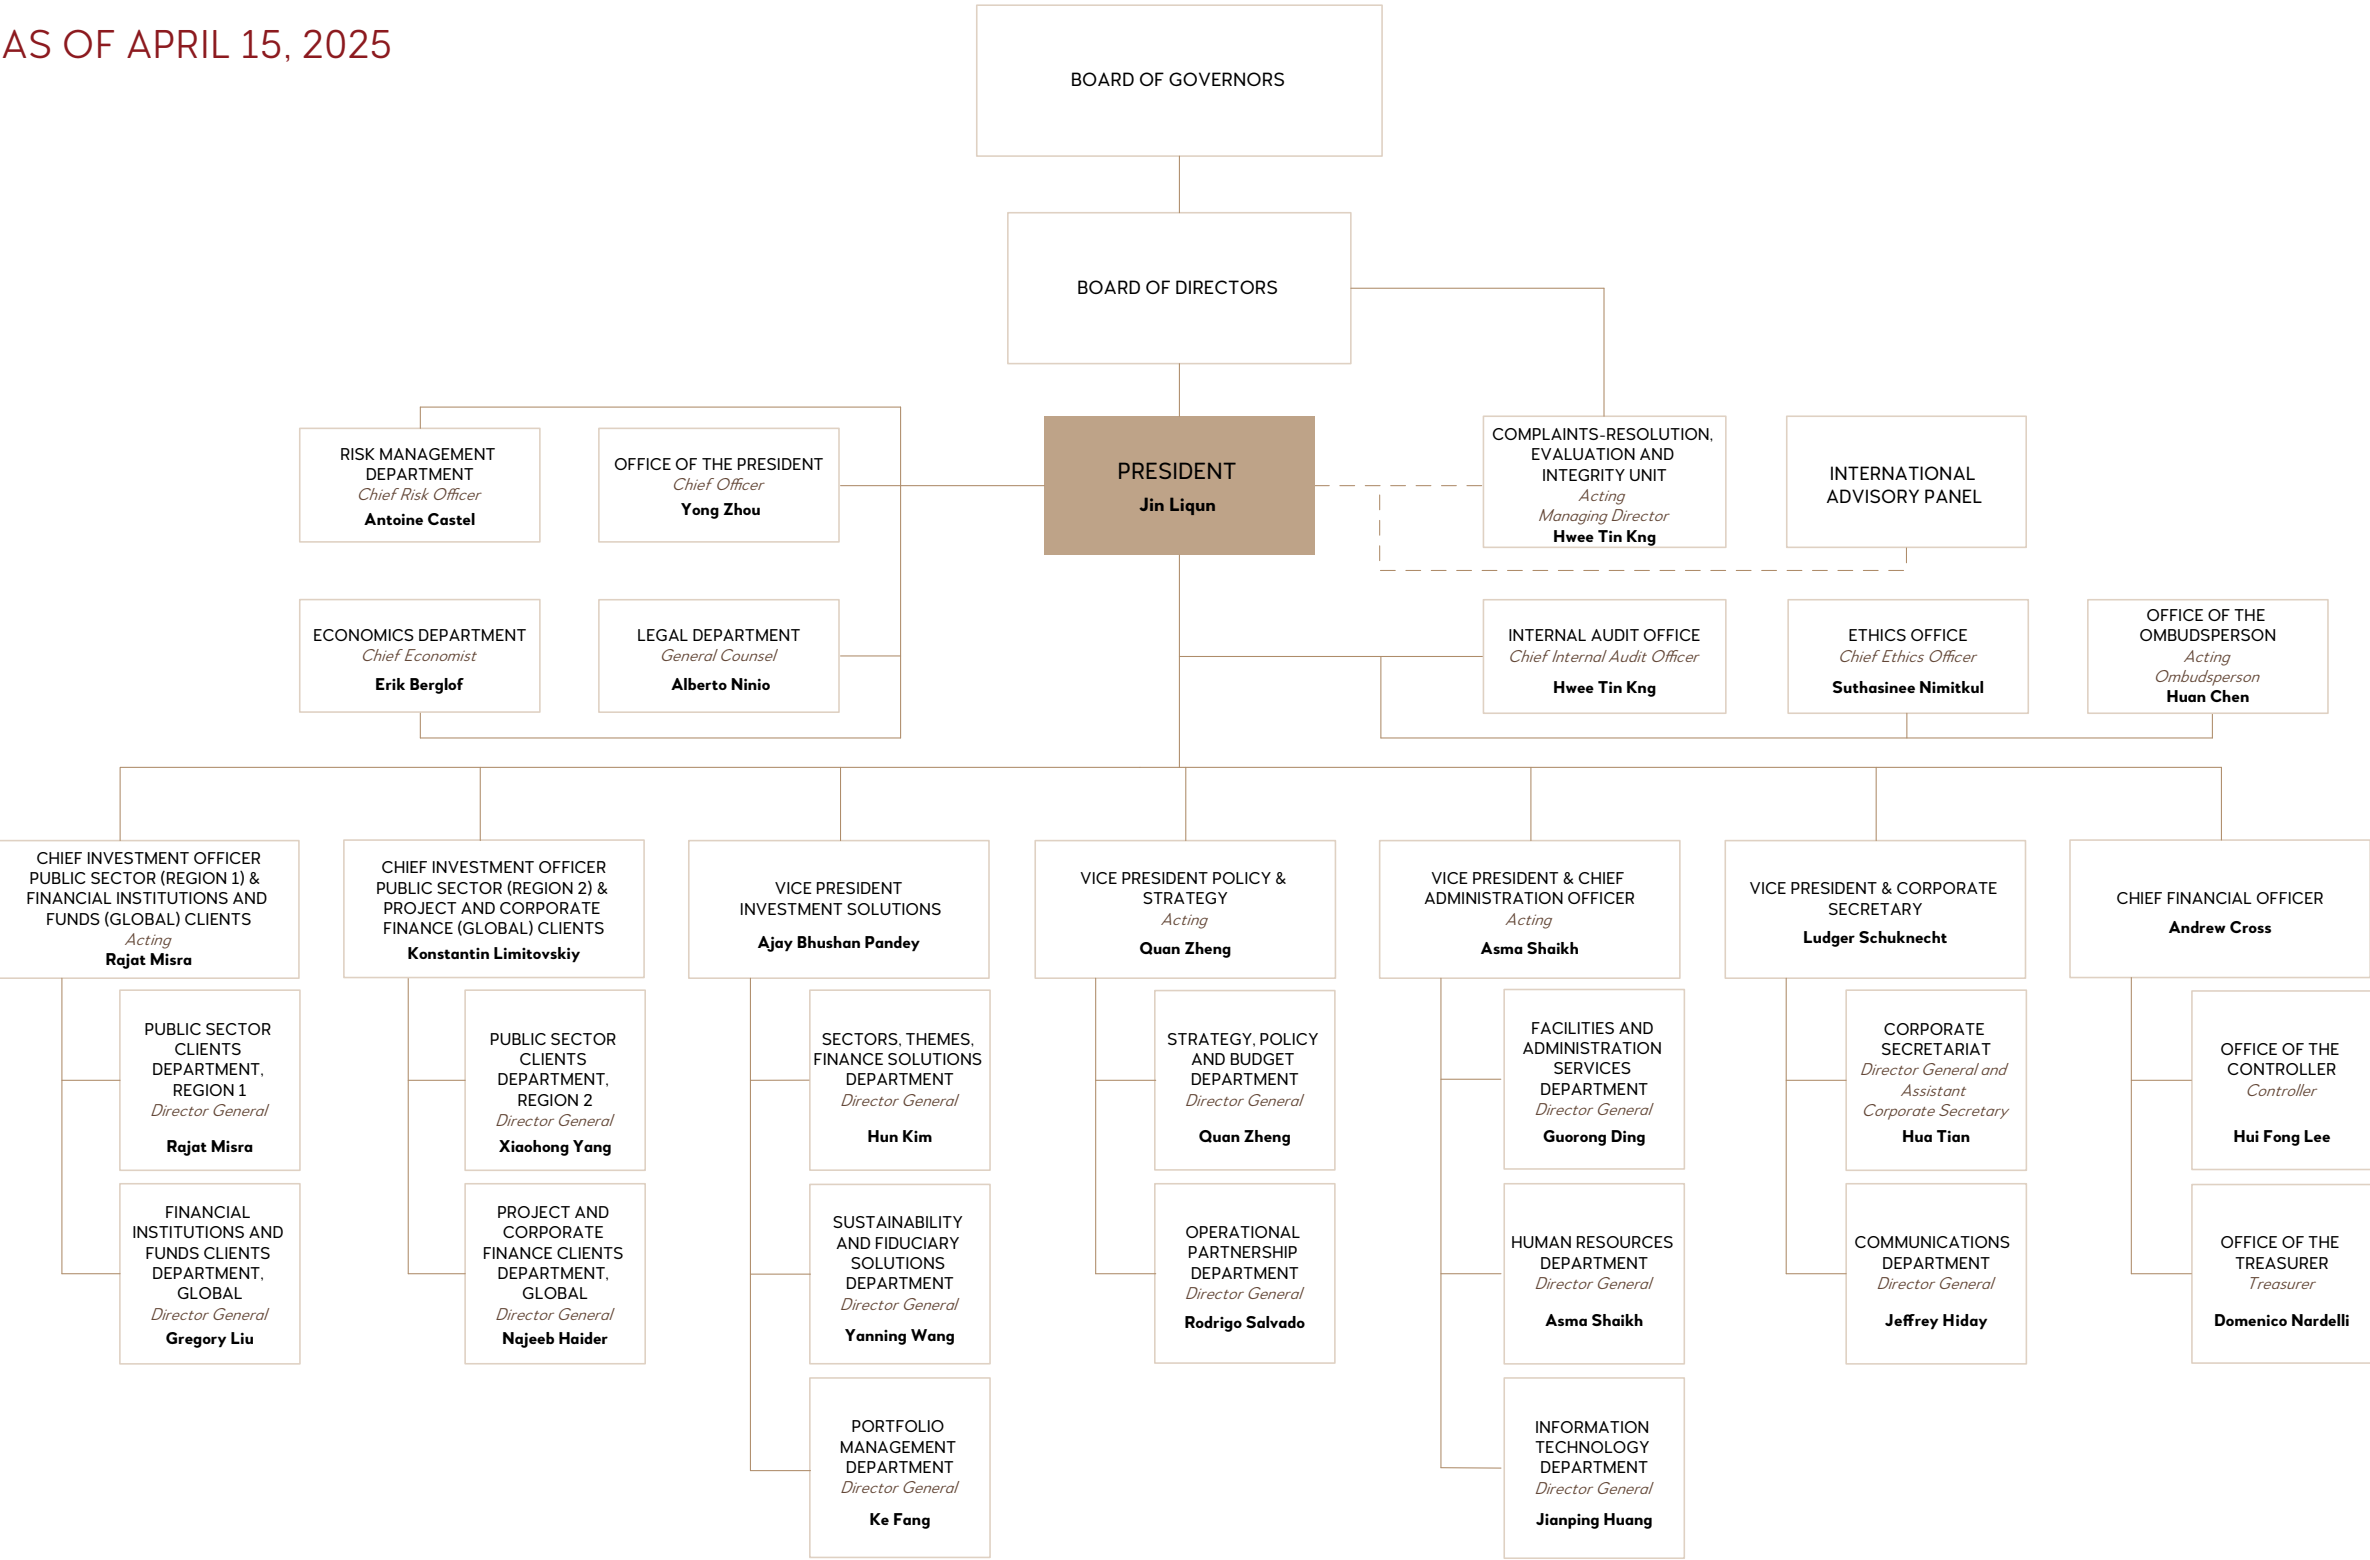 AS OF APRIL 15, 2025
BOARD OF GOVERNORS
BOARD OF DIRECTORS
RISK MANAGEMENT
DEPARTMENT
Chief Risk Officer
Antoine Castel
OFFICE OF THE PRESIDENT
Chief Officer
Yong Zhou
PRESIDENT
Jin Liqun
COMPLAINTS-RESOLUTION,
EVALUATION AND
INTEGRITY UNIT
Acting
Managing Director
Hwee Tin Kng
INTERNATIONAL
ADVISORY PANEL
ECONOMICS DEPARTMENT
Chief Economist
Erik Berglof
LEGAL DEPARTMENT
General Counsel
Alberto Ninio
INTERNAL AUDIT OFFICE
Chief Internal Audit Officer
Hwee Tin Kng
ETHICS OFFICE
Chief Ethics Officer
Suthasinee Nimitkul
OFFICE OF THE
OMBUDSPERSON
Acting
Ombudsperson
Huan Chen
CHIEF INVESTMENT OFFICER
PUBLIC SECTOR (REGION 1) &
FINANCIAL INSTITUTIONS AND
FUNDS (GLOBAL) CLIENTS
Acting
Rajat Misra
CHIEF INVESTMENT OFFICER
PUBLIC SECTOR (REGION 2) &
PROJECT AND CORPORATE
FINANCE (GLOBAL) CLIENTS
Konstantin Limitovskiy
VICE PRESIDENT
INVESTMENT SOLUTIONS
Ajay Bhushan Pandey
VICE PRESIDENT POLICY &
STRATEGY
Acting
Quan Zheng
VICE PRESIDENT & CHIEF
ADMINISTRATION OFFICER
Acting
Asma Shaikh
VICE PRESIDENT & CORPORATE
SECRETARY
Ludger Schuknecht
CHIEF FINANCIAL OFFICER
Andrew Cross
PUBLIC SECTOR
CLIENTS
DEPARTMENT,
REGION 1
Director General
Rajat Misra
PUBLIC SECTOR
CLIENTS
DEPARTMENT,
REGION 2
Director General
Xiaohong Yang
SECTORS, THEMES,
FINANCE SOLUTIONS
DEPARTMENT
Director General
Hun Kim
STRATEGY, POLICY
AND BUDGET
DEPARTMENT
Director General
Quan Zheng
FACILITIES AND
ADMINISTRATION
SERVICES
DEPARTMENT
Director General
Guorong Ding
CORPORATE
SECRETARIAT
Director General and
Assistant
Corporate Secretary
Hua Tian
OFFICE OF THE
CONTROLLER
Controller
Hui Fong Lee
FINANCIAL
INSTITUTIONS AND
FUNDS CLIENTS
DEPARTMENT,
GLOBAL
Director General
Gregory Liu
PROJECT AND
CORPORATE
FINANCE CLIENTS
DEPARTMENT,
GLOBAL
Director General
Najeeb Haider
SUSTAINABILITY
AND FIDUCIARY
SOLUTIONS
DEPARTMENT
Director General
Yanning Wang
OPERATIONAL
PARTNERSHIP
DEPARTMENT
Director General
Rodrigo Salvado
HUMAN RESOURCES
DEPARTMENT
Director General
Asma Shaikh
COMMUNICATIONS
DEPARTMENT
Director General
Jeffrey Hiday
OFFICE OF THE
TREASURER
Treasurer
Domenico Nardelli
PORTFOLIO
MANAGEMENT
DEPARTMENT
Director General
Ke Fang
INFORMATION
TECHNOLOGY
DEPARTMENT
Director General
Jianping Huang